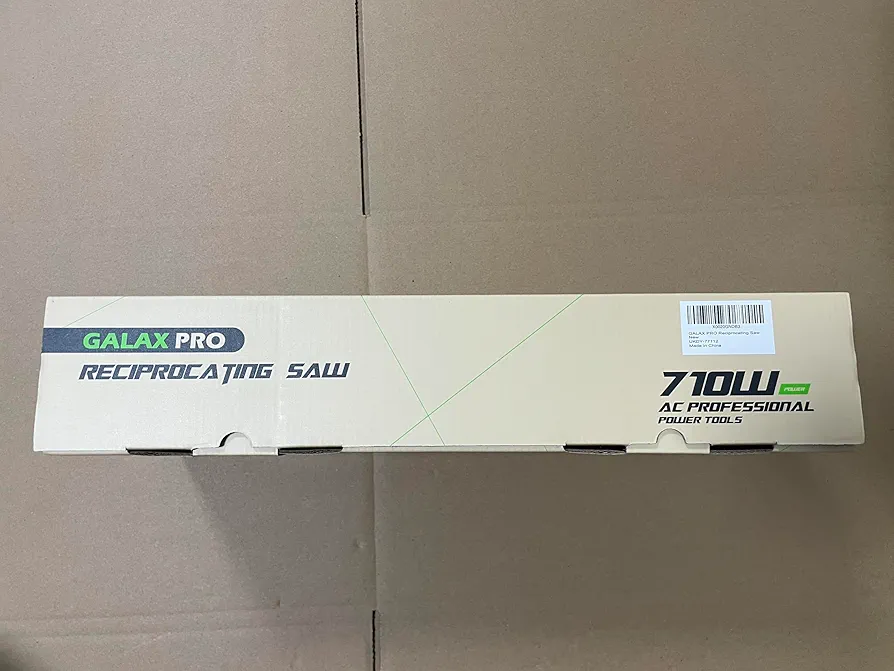 GALAX PRO
RECIPROCATING SAW
GALAX PRO Reciprocating Saw
New
Made in China
710W POWER
AC PROFESSIONAL
POWER TOOLS